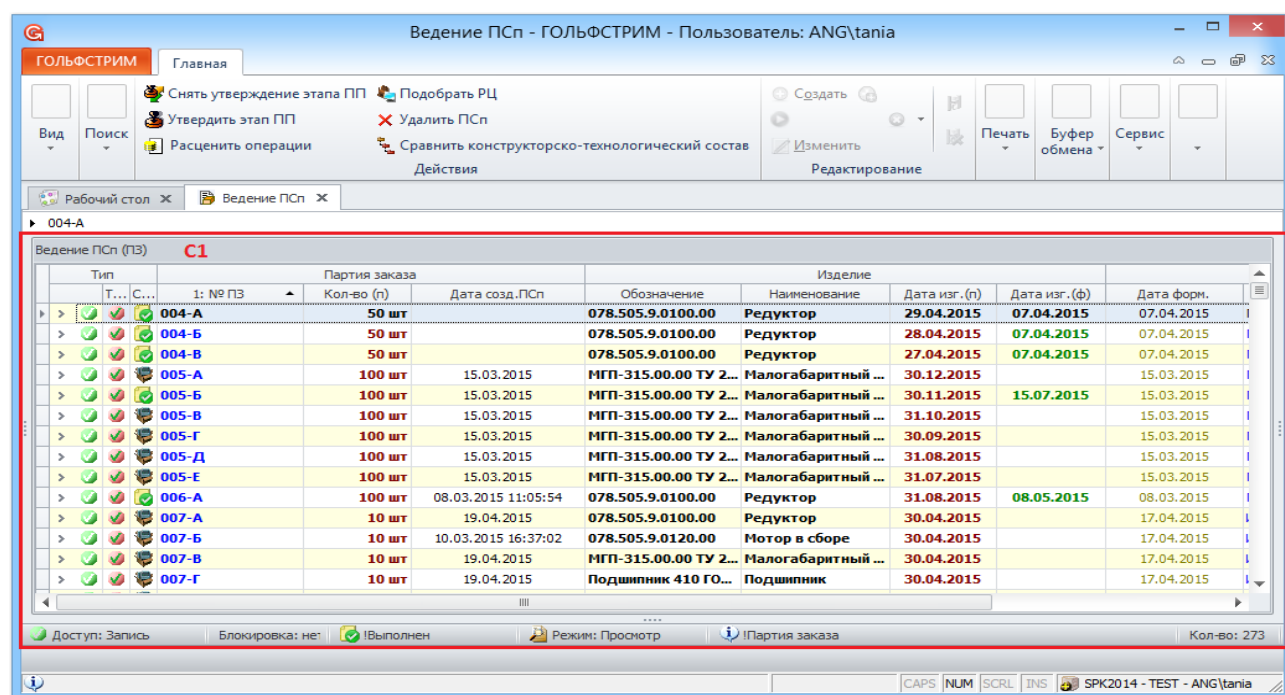 Ведение ПСп - ГОЛЬФСТРИМ - Пользователь: ANG\tania
ГОЛЬФСТРИМ Главная
Снять утверждение этапа ПП Подобрать РЦ Создать
Вид Поиск Утвердить этап ПП Удалить ПСп Печать Буфер обмена Сервис
Расценить операции Сравнить конструкторско-технологический состав Изменить
Действия Редактирование
Рабочий стол Ведение ПСп
004-А
Ведение ПСп (ПЗ) C1
Тип Партия заказа Изделие
Т... С... 1: № ПЗ Кол-во (п) Дата созд.ПСп Обозначение Наименование Дата изг.(п) Дата изг.(ф) Дата форм.
004-А 50 шт 078.505.9.0100.00 Редуктор 29.04.2015 07.04.2015 07.04.2015
004-Б 50 шт 078.505.9.0100.00 Редуктор 28.04.2015 07.04.2015 07.04.2015
004-В 50 шт 078.505.9.0100.00 Редуктор 27.04.2015 07.04.2015 07.04.2015
005-А 100 шт 15.03.2015 МГП-315.00.00 ТУ 2... Малогабаритный ... 30.12.2015 15.03.2015
005-Б 100 шт 15.03.2015 МГП-315.00.00 ТУ 2... Малогабаритный ... 30.11.2015 15.07.2015 15.03.2015
005-В 100 шт 15.03.2015 МГП-315.00.00 ТУ 2... Малогабаритный ... 31.10.2015 15.03.2015
005-Г 100 шт 15.03.2015 МГП-315.00.00 ТУ 2... Малогабаритный ... 30.09.2015 15.03.2015
005-Д 100 шт 15.03.2015 МГП-315.00.00 ТУ 2... Малогабаритный ... 31.08.2015 15.03.2015
005-Е 100 шт 15.03.2015 МГП-315.00.00 ТУ 2... Малогабаритный ... 31.07.2015 15.03.2015
006-А 100 шт 08.03.2015 11:05:54 078.505.9.0100.00 Редуктор 31.08.2015 08.05.2015 08.03.2015
007-А 10 шт 19.04.2015 078.505.9.0100.00 Редуктор 30.04.2015 17.04.2015
007-Б 10 шт 10.03.2015 16:37:02 078.505.9.0120.00 Мотор в сборе 30.04.2015 17.04.2015
007-В 10 шт 19.04.2015 МГП-315.00.00 ТУ 2... Малогабаритный ... 30.04.2015 17.04.2015
007-Г 10 шт 19.04.2015 Подшипник 410 ГО... Подшипник 30.04.2015 17.04.2015
Доступ: Запись Блокировка: нет !Выполнен Режим: Просмотр !Партия заказа Кол-во: 273
CAPS NUM SCRL INS SPK2014 - TEST - ANG\tania